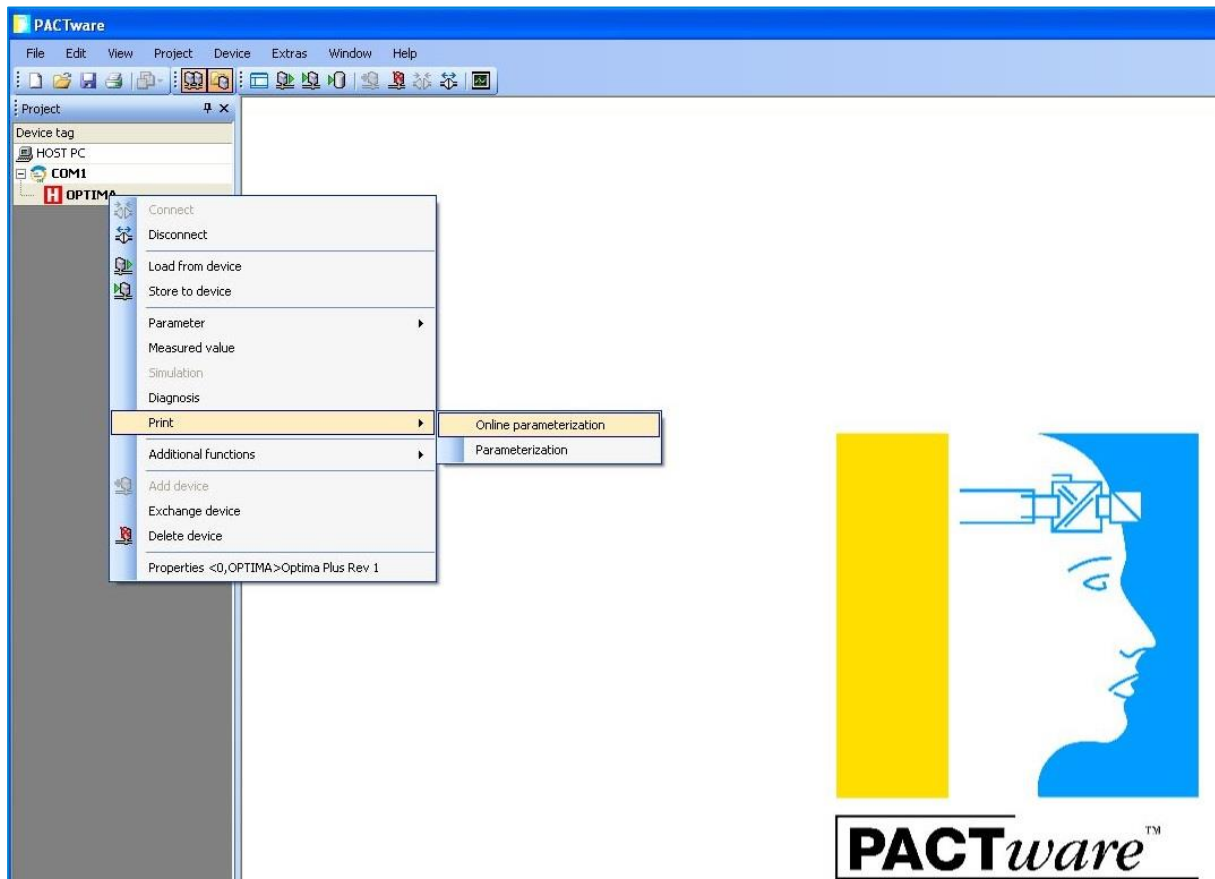 PACTware
File Edit View Project Device Extras Window Help
Project
Device tag
HOST PC
COM1
H OPTIMA
Connect
Disconnect
Load from device
Store to device
Parameter
Measured value
Simulation
Diagnosis
Print
Online parameterization
Parameterization
Additional functions
Add device
Exchange device
Delete device
Properties <0,OPTIMA>Optima Plus Rev 1
PACTware™